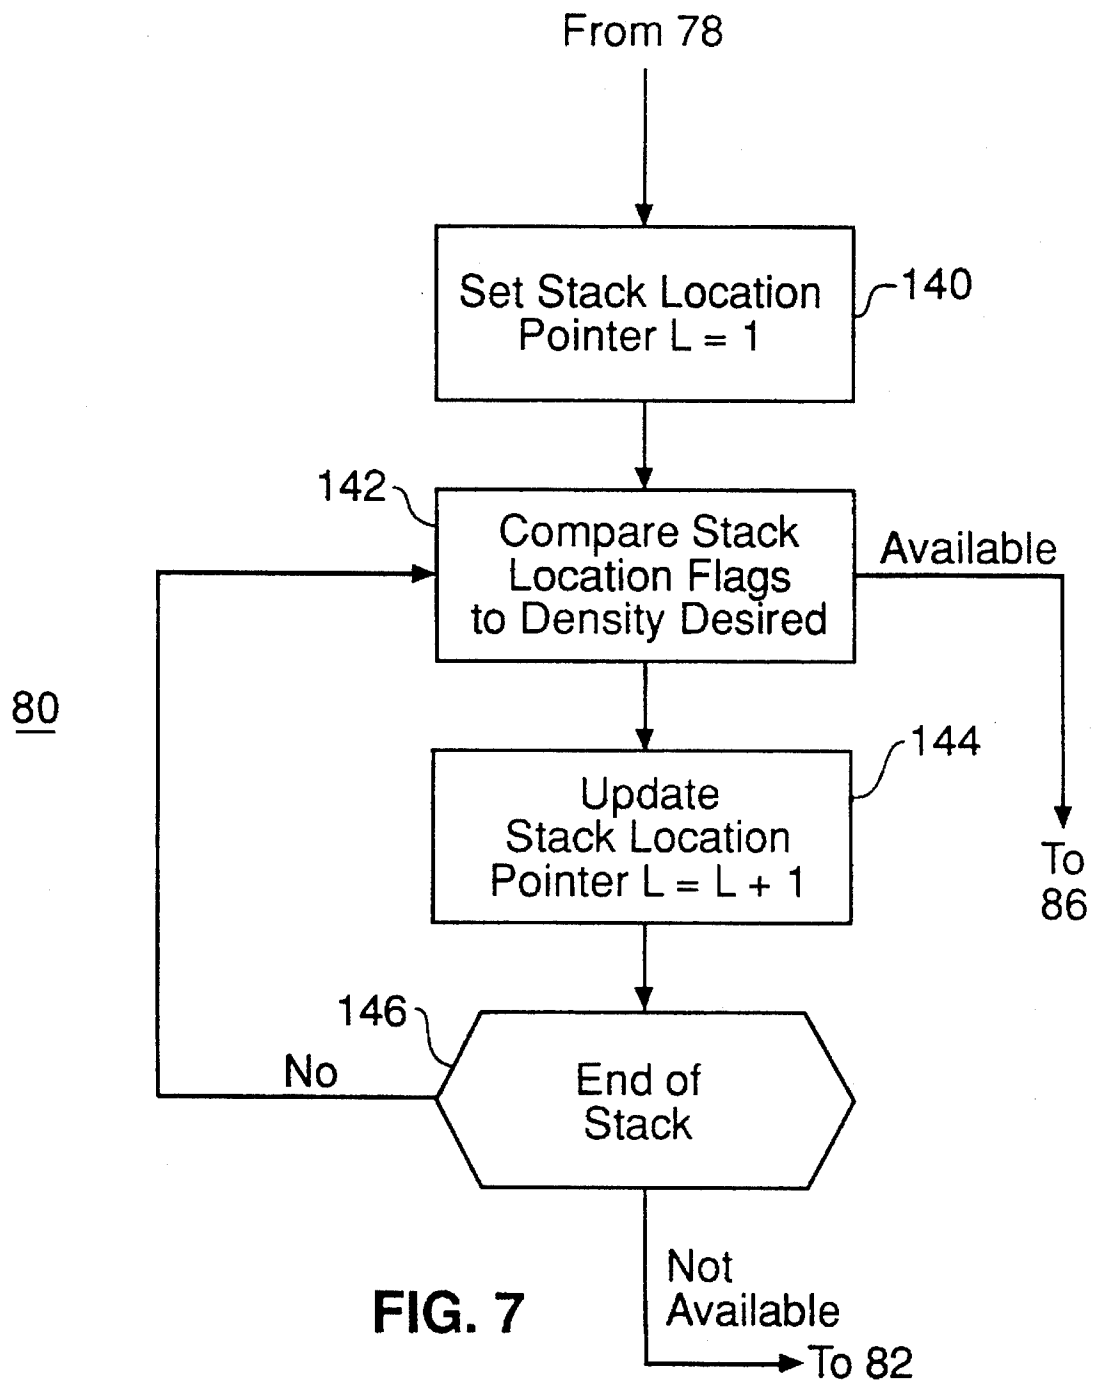 From 78
Set Stack Location
Pointer L = 1
140
142
Compare Stack
Location Flags
to Density Desired
Available
80
144
Update
Stack Location
Pointer L = L + 1
To
86
146
No
End of
Stack
Not
Available
FIG. 7
To 82